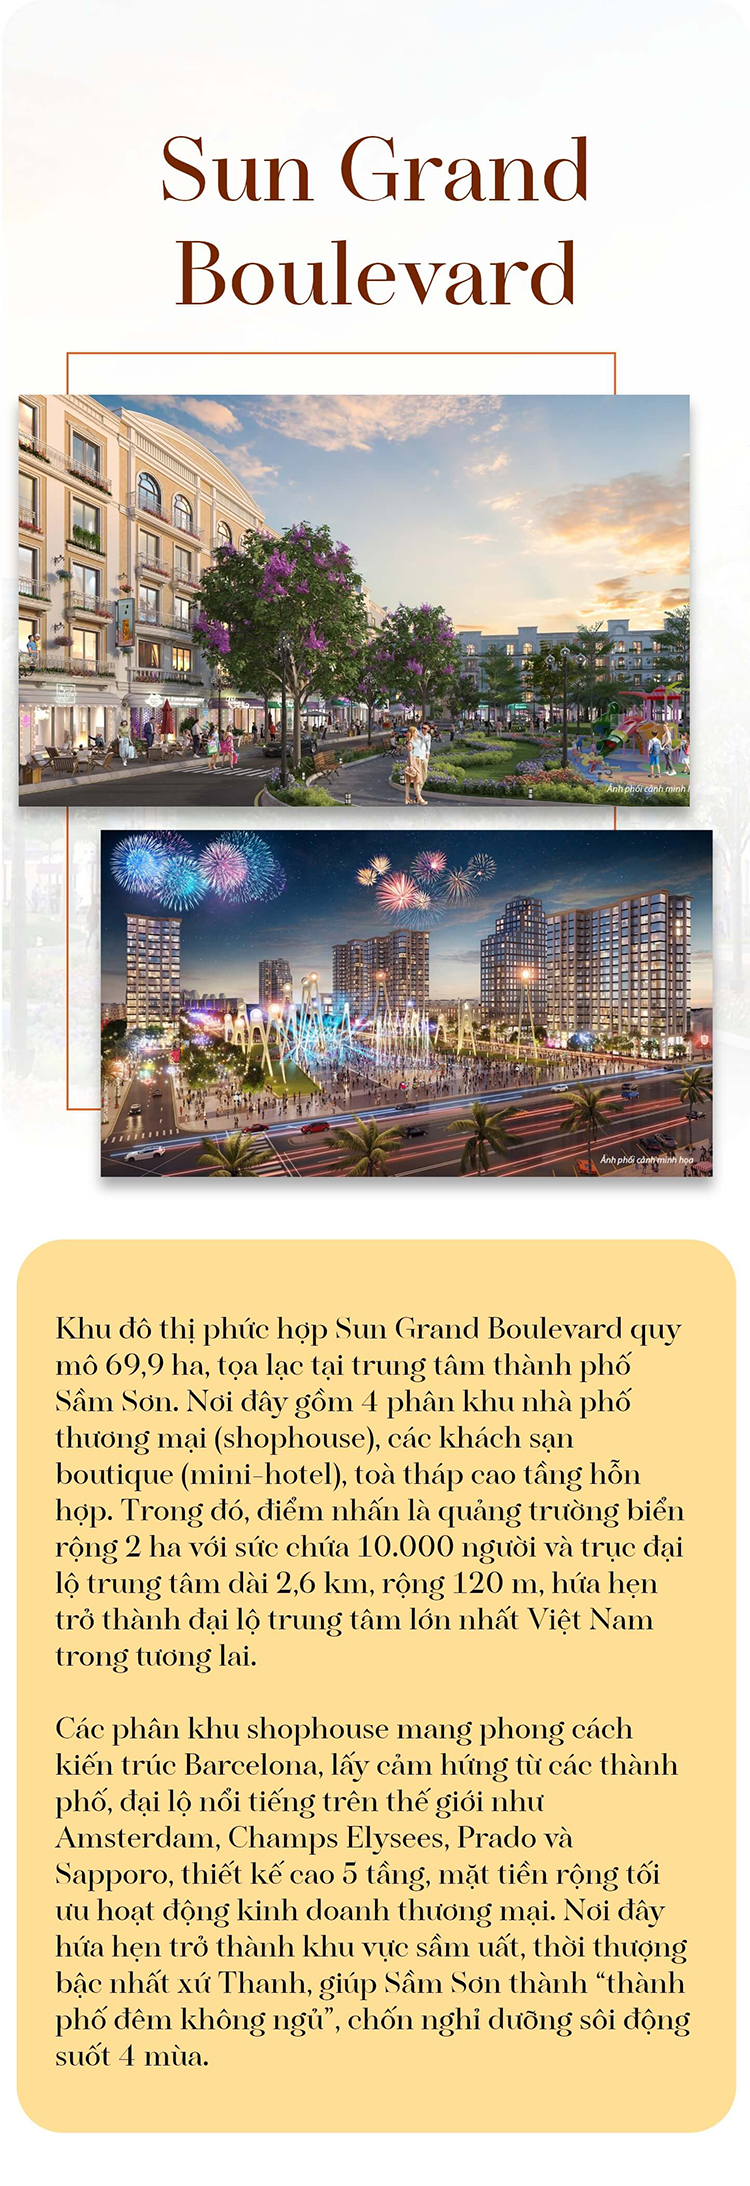 Sun Grand
Boulevard
Ảnh phối cảnh minh
Ảnh phối cảnh minh họa
Khu đô thị phức hợp Sun Grand Boulevard quy
mô 69,9 ha, tọa lạc tại trung tâm thành phố
Sầm Sơn. Nơi đây gồm 4 phân khu nhà phố
thương mại (shophouse), các khách sạn
boutique (mini-hotel), toà tháp cao tầng hỗn
hợp. Trong đó, điểm nhấn là quảng trường biển
rộng 2 ha với sức chứa 10.000 người và trục đại
lộ trung tâm dài 2,6 km, rộng 120 m, hứa hẹn
trở thành đại lộ trung tâm lớn nhất Việt Nam
trong tương lai.
Các phân khu shophouse mang phong cách
kiến trúc Barcelona, lấy cảm hứng từ các thành
phố, đại lộ nổi tiếng trên thế giới như
Amsterdam, Champs Elysees, Prado và
Sapporo, thiết kế cao 5 tầng, mặt tiền rộng tối
ưu hoạt động kinh doanh thương mại. Nơi đây
hứa hẹn trở thành khu vực sầm uất, thời thượng
bậc nhất xứ Thanh, giúp Sầm Sơn thành “thành
phố đêm không ngủ”, chốn nghỉ dưỡng sôi động
suốt 4 mùa.